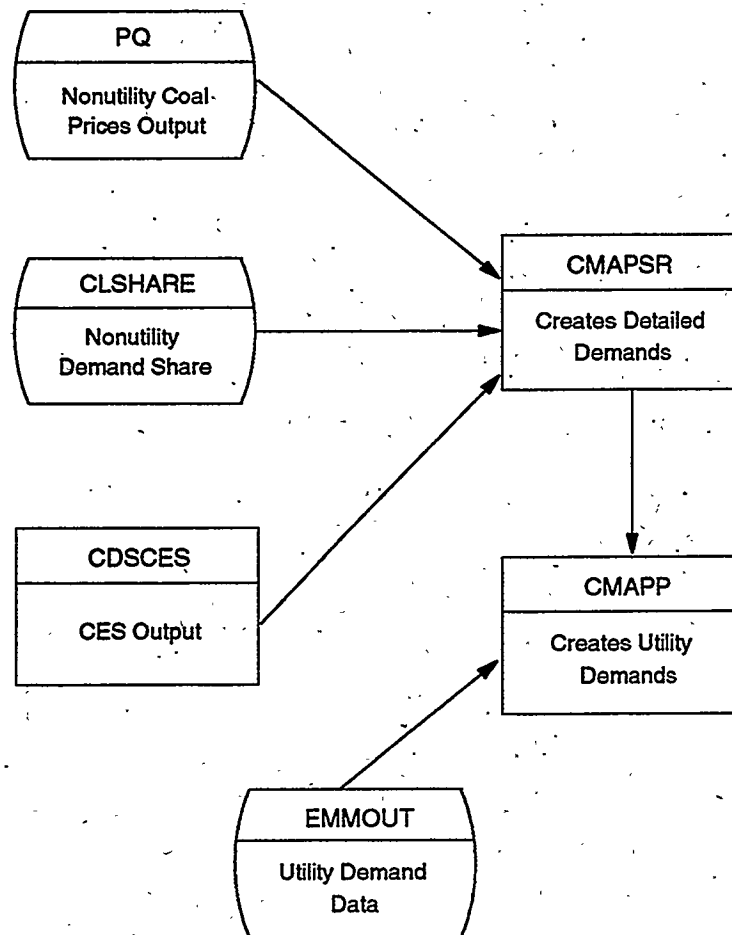 PQ
Nonutility Coal
Prices Output
CLSHARE
Nonutility
Demand Share
CMAPSR
Creates Detailed
Demands
CDSCES
CES Output
CMAPP
Creates Utility
Demands
EMMOUT
Utility Demand
Data